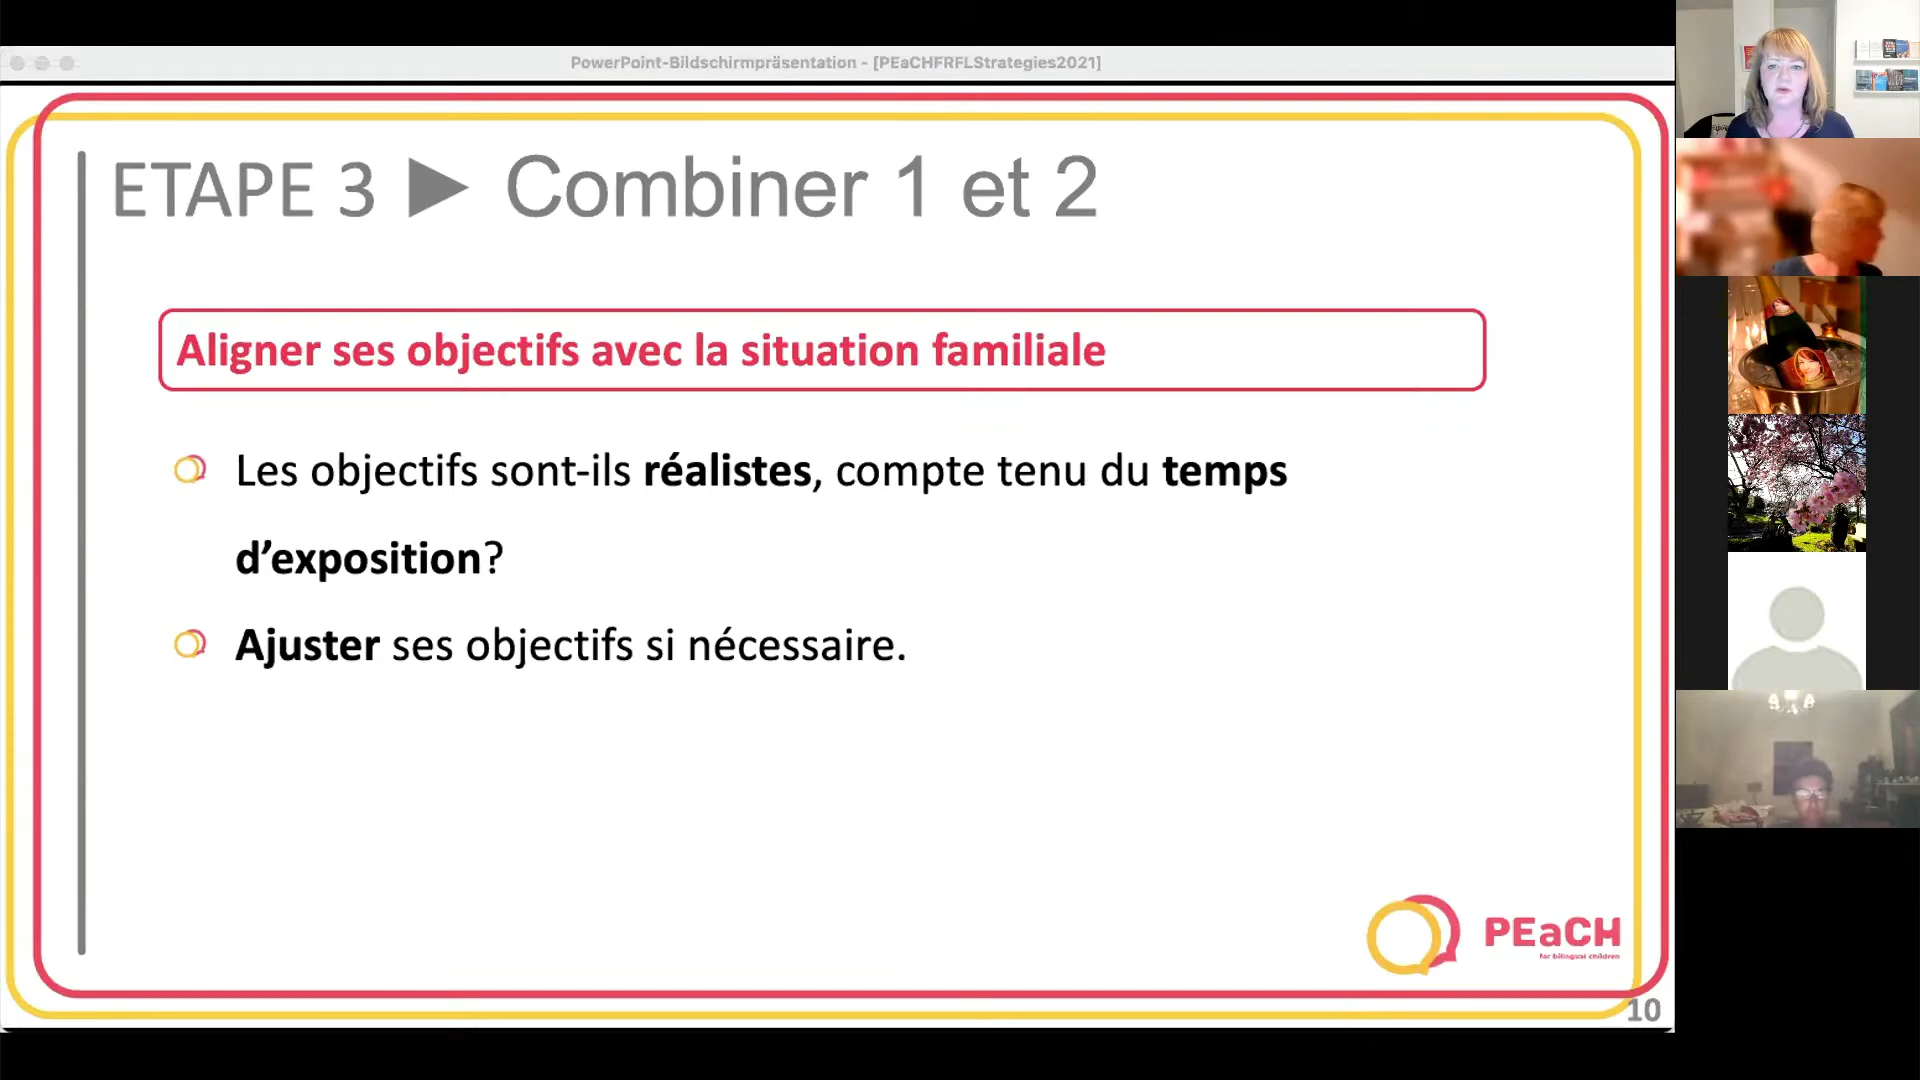 PowerPoint-Bildschirmpräsentation - [PEaCHFRFLStrategies2021]
ETAPE 3 ► Combiner 1 et 2
Aligner ses objectifs avec la situation familiale
Les objectifs sont-ils réalistes, compte tenu du temps
d’exposition?
Ajuster ses objectifs si nécessaire.
PEaCH
for bilingual children
10